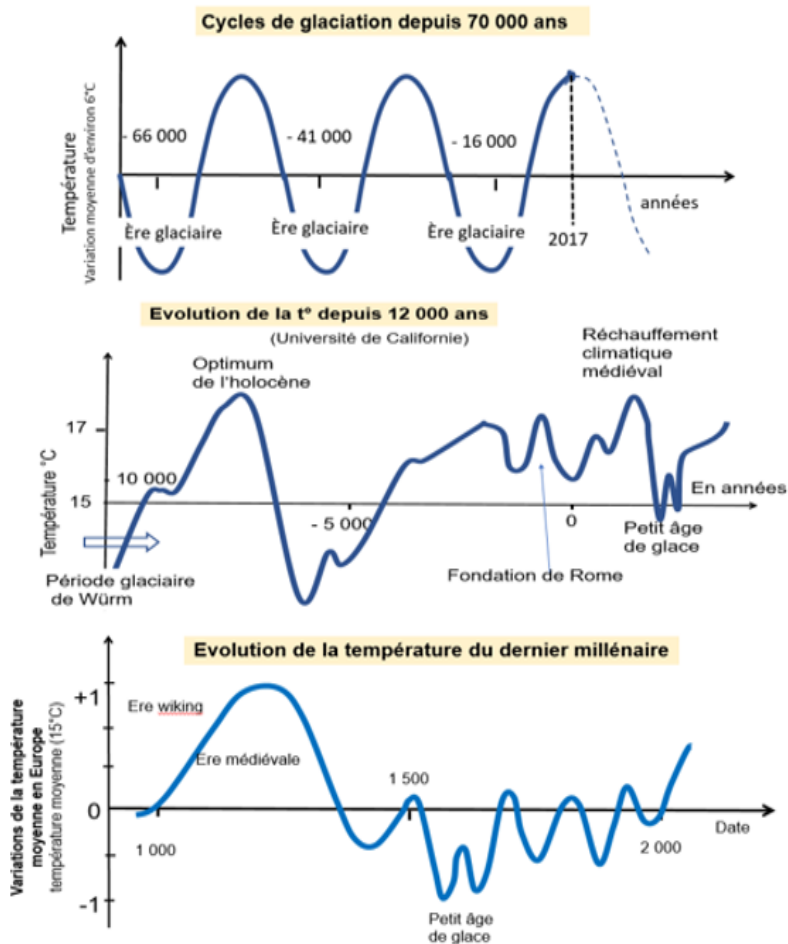 Cycles de glaciation depuis 70 000 ans
Température
Variation moyenne d'environ 6°C
- 66 000
- 41 000
- 16 000
Ère glaciaire
Ère glaciaire
Ère glaciaire
2017
années
Evolution de la t° depuis 12 000 ans
(Université de Californie)
Optimum
de l'holocène
Réchauffement
climatique
médiéval
Température °C
17
10 000
15
- 5 000
0
En années
Petit âge
de glace
Période glaciaire
de Würm
Fondation de Rome
Evolution de la température du dernier millénaire
Variations de la température
moyenne en Europe
température moyenne (15°C)
+1
Ere wiking
Ere médiévale
1 500
0
1 000
2 000
Date
-1
Petit âge
de glace